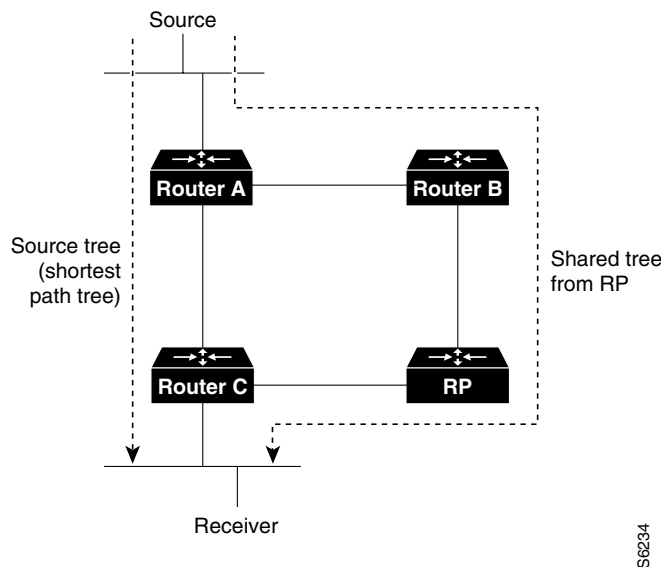 Source
Router A
Router B
Source tree
(shortest
path tree)
Shared tree
from RP
Router C
RP
Receiver
S6234